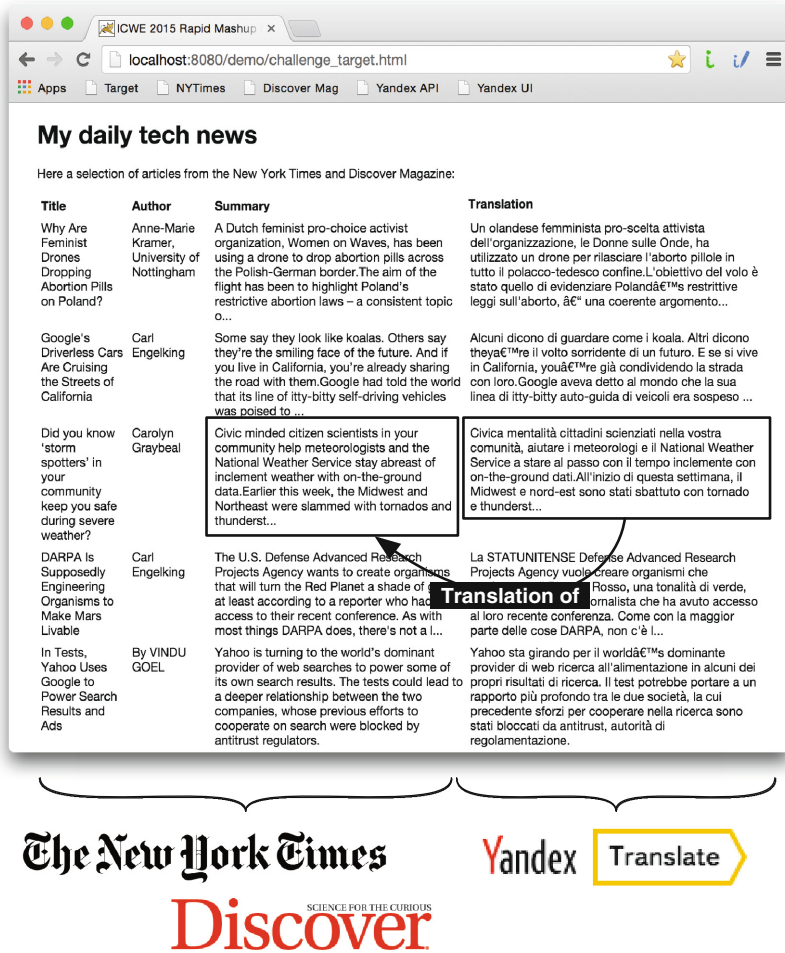 ICWE 2015 Rapid Mashup
localhost:8080/demo/challenge_target.html
Apps Target NYTimes Discover Mag Yandex API Yandex UI
My daily tech news
Here a selection of articles from the New York Times and Discover Magazine:
Title Author Summary Translation
Why Are
Feminist
Drones
Dropping
Abortion Pills
on Poland?
Anne-Marie
Kramer,
University of
Nottingham
A Dutch feminist pro-choice activist
organization, Women on Waves, has been
using a drone to drop abortion pills across
the Polish-German border.The aim of the
flight has been to highlight Poland's
restrictive abortion laws – a consistent topic
o...
Un olandese femminista pro-scelta attivista
dell'organizzazione, le Donne sulle Onde, ha
utilizzato un drone per rilasciare l'aborto pillole in
tutto il polacco-tedesco confine.L'obiettivo del volo è
stato quello di evidenziare Polandâ€™s restrittive
leggi sull'aborto, â€“ una coerente argomento...
Google's
Driverless Cars
Are Cruising
the Streets of
California
Carl
Engelking
Some say they look like koalas. Others say
they're the smiling face of the future. And if
you live in California, you're already sharing
the road with them.Google had told the world
that its line of itty-bitty self-driving vehicles
was poised to ...
Alcuni dicono di guardare come i koala. Altri dicono
theya€™re il volto sorridente di un futuro. E se si vive
in California, youâ€™re già condividendo la strada
con loro.Google aveva detto al mondo che la sua
linea di itty-bitty auto-guida di veicoli era sospeso ...
Did you know
'storm
spotters' in
your
community
keep you safe
during severe
weather?
Carolyn
Graybeal
Civic minded citizen scientists in your
community help meteorologists and the
National Weather Service stay abreast of
inclement weather with on-the-ground
data.Earlier this week, the Midwest and
Northeast were slammed with tornados and
thunderst...
Civica mentalità cittadini scienziati nella vostra
comunità, aiutare i meteorologi e il National Weather
Service a stare al passo con il tempo inclemente con
on-the-ground dati.All'inizio di questa settimana, il
Midwest e nord-est sono stati sbattuto con tornado
e thunderst...
Translation of
DARPA Is
Supposedly
Engineering
Organisms to
Make Mars
Livable
Carl
Engelking
The U.S. Defense Advanced Research
Projects Agency wants to create organisms
that will turn the Red Planet a shade of
at least according to a reporter who had
access to their recent conference. As with
most things DARPA does, there's not a l...
La STATUNITENSE Defense Advanced Research
Projects Agency vuole creare organismi che
Rosso, una tonalità di verde,
che ha avuto accesso
al loro recente conferenza. Come con la maggior
parte delle cose DARPA, non c'è l...
In Tests,
Yahoo Uses
Google to
Power Search
Results and
Ads
By VINDU
GOEL
Yahoo is turning to the world's dominant
provider of web searches to power some of
its own search results. The tests could lead to
a deeper relationship between the two
companies, whose previous efforts to
cooperate on search were blocked by
antitrust regulators.
Yahoo sta girando per il worldâ€™s dominante
provider di web ricerca all'alimentazione in alcuni dei
propri risultati di ricerca. Il test potrebbe portare a un
rapporto più profondo tra le due società, la cui
precedente sforzi per cooperare nella ricerca sono
stati bloccati da antitrust, autorità di
regolamentazione.
The New York Times
Yandex Translate
SCIENCE FOR THE CURIOUS
Discover